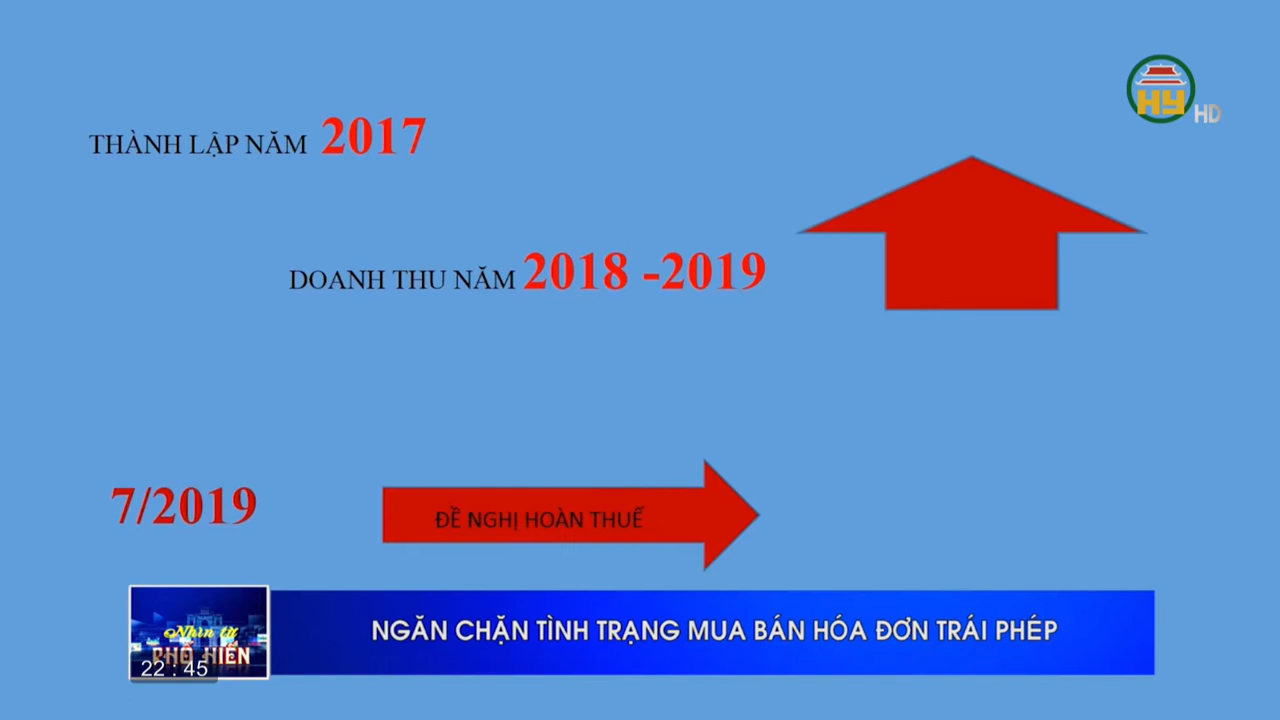 HY HD
THÀNH LẬP NĂM 2017
DOANH THU NĂM 2018 -2019
7/2019
ĐỀ NGHỊ HOÀN THUẾ
NGĂN CHẶN TÌNH TRẠNG MUA BÁN HÓA ĐƠN TRÁI PHÉP
Nhìn từ
PHỐ HIẾN
22 : 45